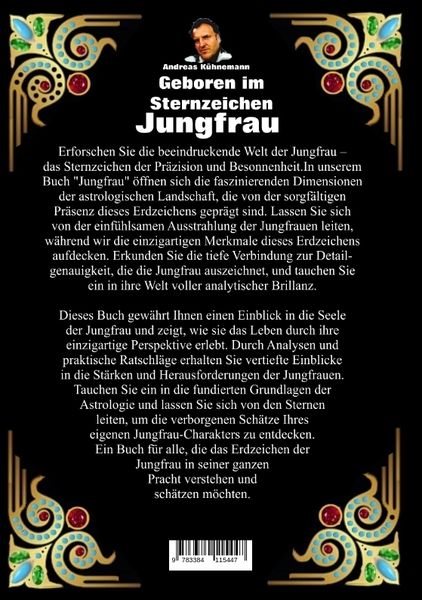 Andreas Kühnemann
Geboren im
Sternzeichen
Jungfrau
Erforschen Sie die beeindruckende Welt der Jungfrau –
das Sternzeichen der Präzision und Besonnenheit.In unserem
Buch "Jungfrau" öffnen sich die faszinierenden Dimensionen
der astrologischen Landschaft, die von der sorgfältigen
Präsenz dieses Erdzeichens geprägt sind. Lassen Sie sich
von der einfühlsamen Ausstrahlung der Jungfrauen leiten,
während wir die einzigartigen Merkmale dieses Erdzeichens
aufdecken. Erkunden Sie die tiefe Verbindung zur Detail-
genauigkeit, die die Jungfrau auszeichnet, und tauchen Sie
ein in ihre Welt voller analytischer Brillanz.
Dieses Buch gewährt Ihnen einen Einblick in die Seele
der Jungfrau und zeigt, wie sie das Leben durch ihre
einzigartige Perspektive erlebt. Durch Analysen und
praktische Ratschläge erhalten Sie vertiefte Einblicke
in die Stärken und Herausforderungen der Jungfrauen.
Tauchen Sie ein in die fundierten Grundlagen der
Astrologie und lassen Sie sich von den Sternen
leiten, um die verborgenen Schätze Ihres
eigenen Jungfrau-Charakters zu entdecken.
Ein Buch für alle, die das Erdzeichen der
Jungfrau in seiner ganzen
Pracht verstehen und
schätzen möchten.
9 783384 115447